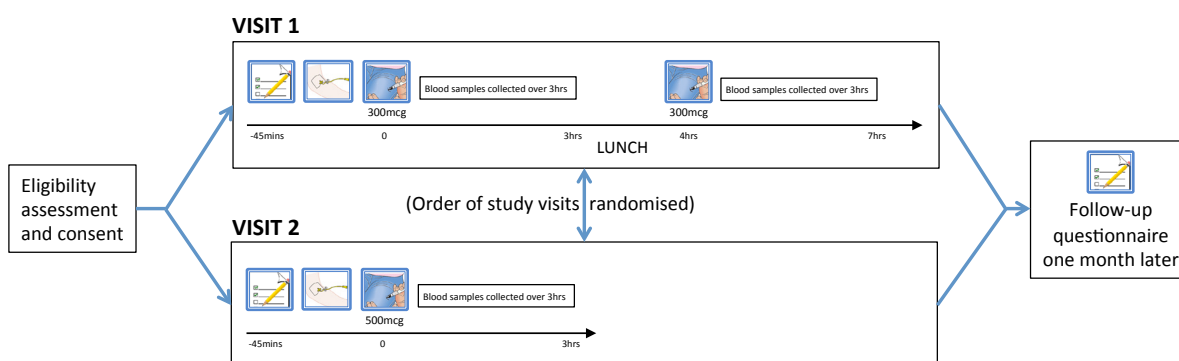 VISIT 1
Blood samples collected over 3hrs
Blood samples collected over 3hrs
300mcg
300mcg
-45mins
0
3hrs
4hrs
7hrs
LUNCH
Eligibility
assessment
and consent
(Order of study visits randomised)
Follow-up
questionnaire
one month later
VISIT 2
Blood samples collected over 3hrs
500mcg
-45mins
0
3hrs